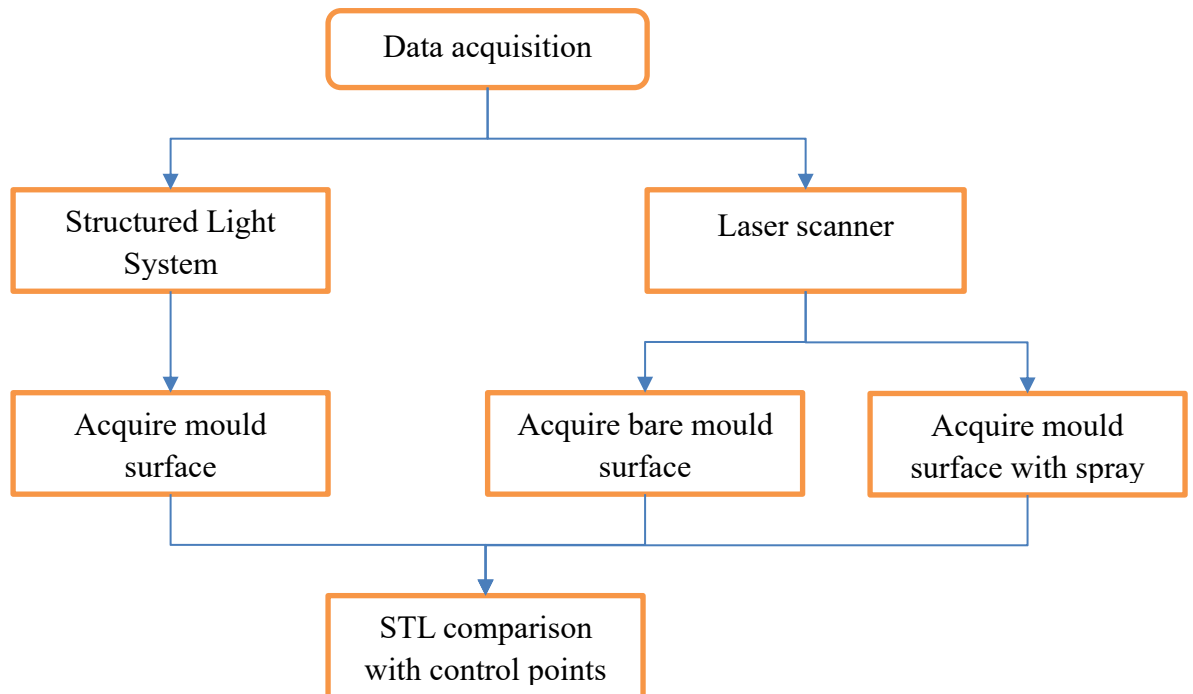 Data acquisition
Structured Light
System
Laser scanner
Acquire mould
surface
Acquire bare mould
surface
Acquire mould
surface with spray
STL comparison
with control points